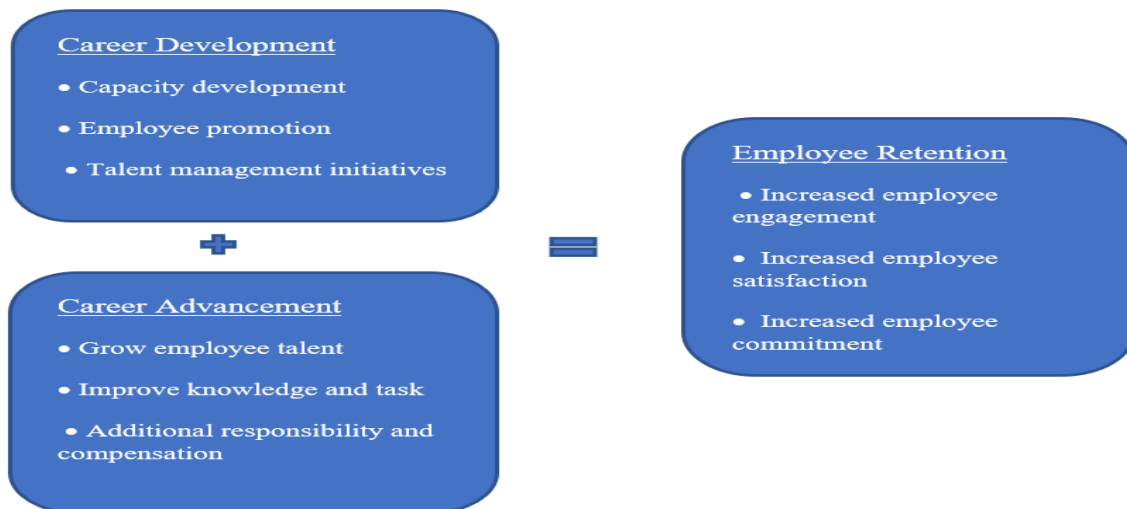 Career Development
● Capacity development
● Employee promotion
● Talent management initiatives
+
Career Advancement
● Grow employee talent
● Improve knowledge and task
● Additional responsibility and
compensation
=
Employee Retention
● Increased employee
engagement
● Increased employee
satisfaction
● Increased employee
commitment